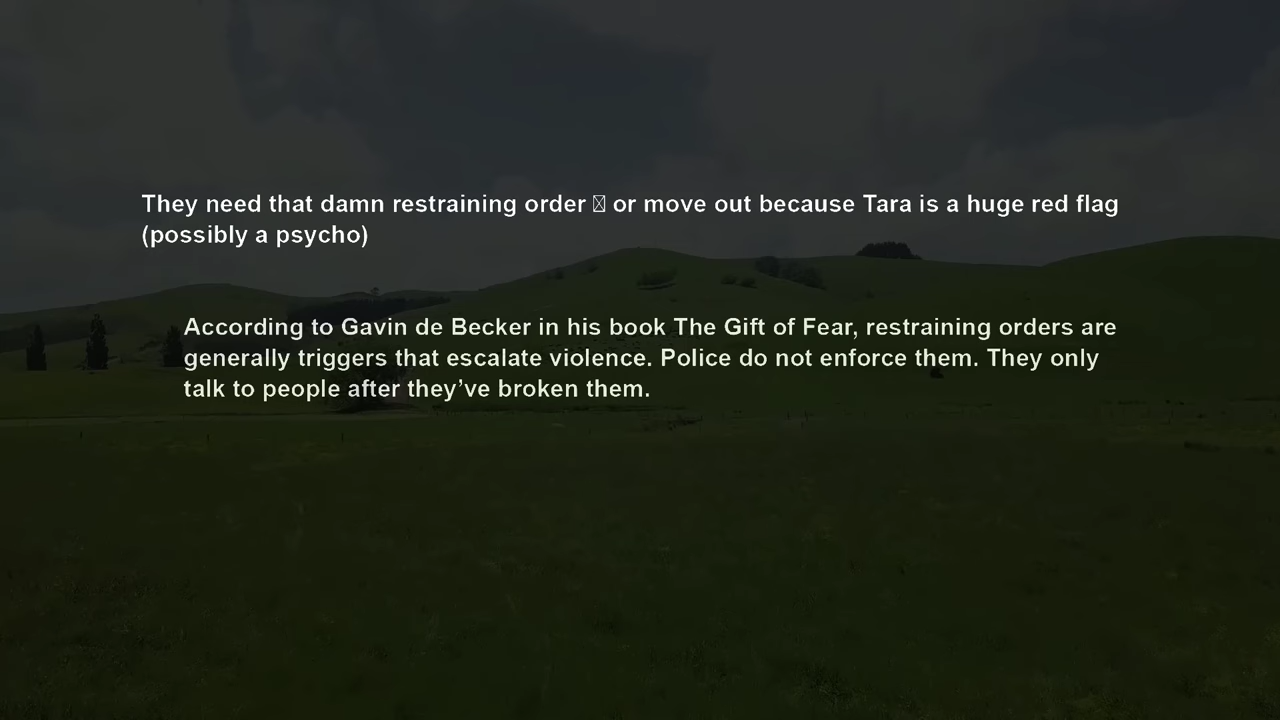 They need that damn restraining order or move out because Tara is a huge red flag
(possibly a psycho)
According to Gavin de Becker in his book The Gift of Fear, restraining orders are
generally triggers that escalate violence. Police do not enforce them. They only
talk to people after they’ve broken them.